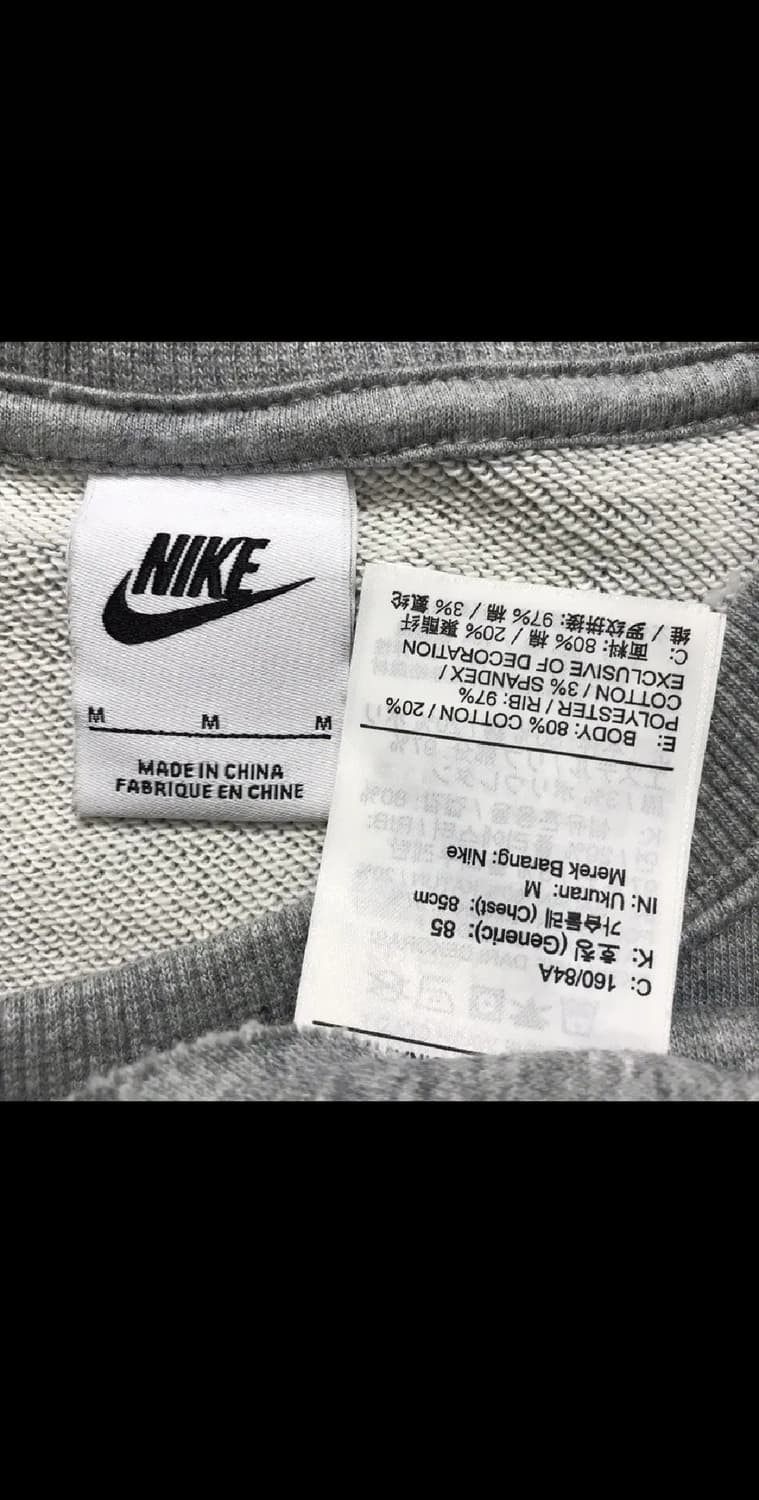 NIKE
M M M
MADE IN CHINA
FABRIQUE EN CHINE
C: 160/84A
K: 호칭 (Generic): 85
가슴둘레 (Chest): 85cm
IN: Ukuran: M
Merek Barang: Nike
E: BODY: 80% COTTON / 20%
POLYESTER / RIB: 97%
COTTON / 3% SPANDEX /
EXCLUSIVE OF DECORATION
C: 面料: 80% 棉 / 20% 聚酯纤
维 / 罗纹拼接: 97% 棉 / 3% 氨纶